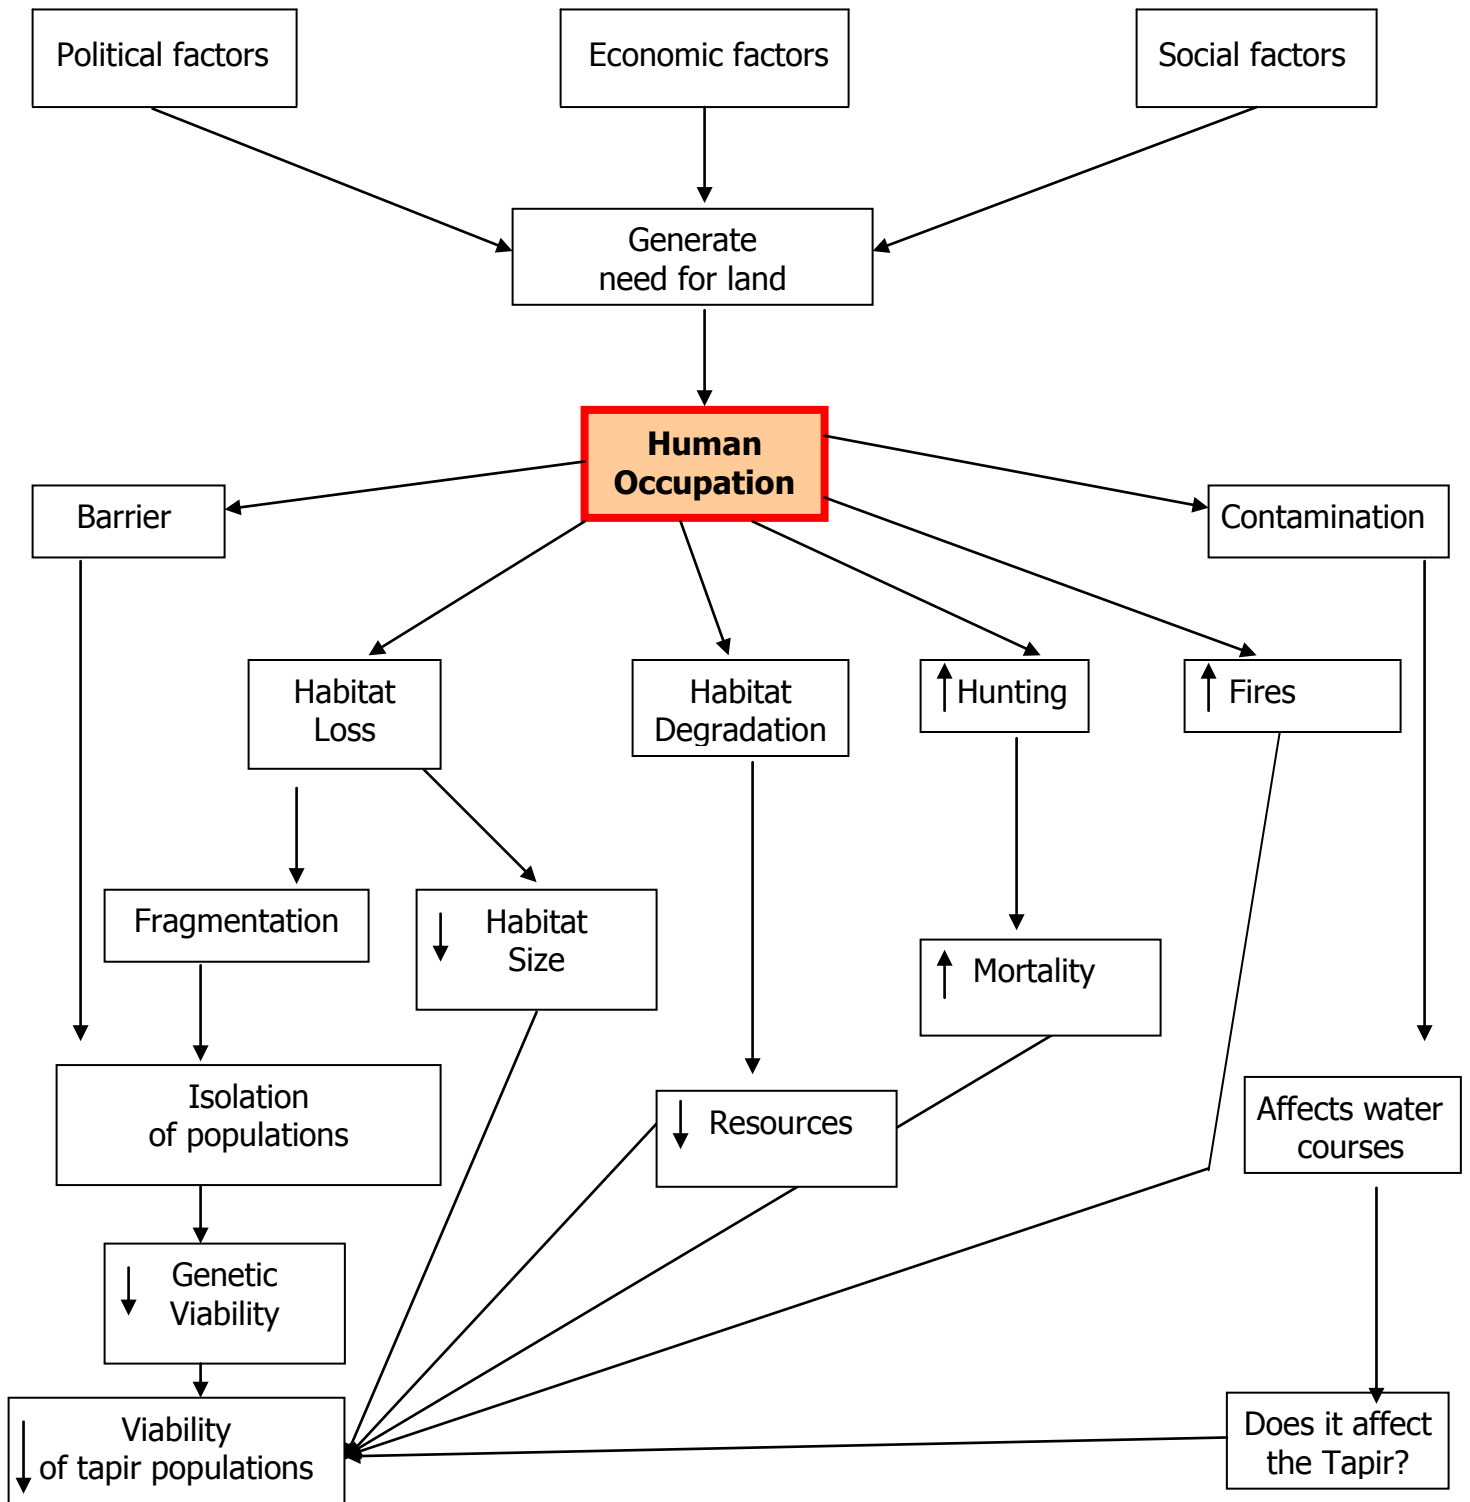 Political factors
Economic factors
Social factors
Generate
need for land
Human
Occupation
Barrier
Contamination
Habitat
Loss
Habitat
Degradation
Hunting
Fires
Fragmentation
Habitat
Size
Mortality
Isolation
of populations
Resources
Affects water
courses
Genetic
Viability
Viability
of tapir populations
Does it affect
the Tapir?